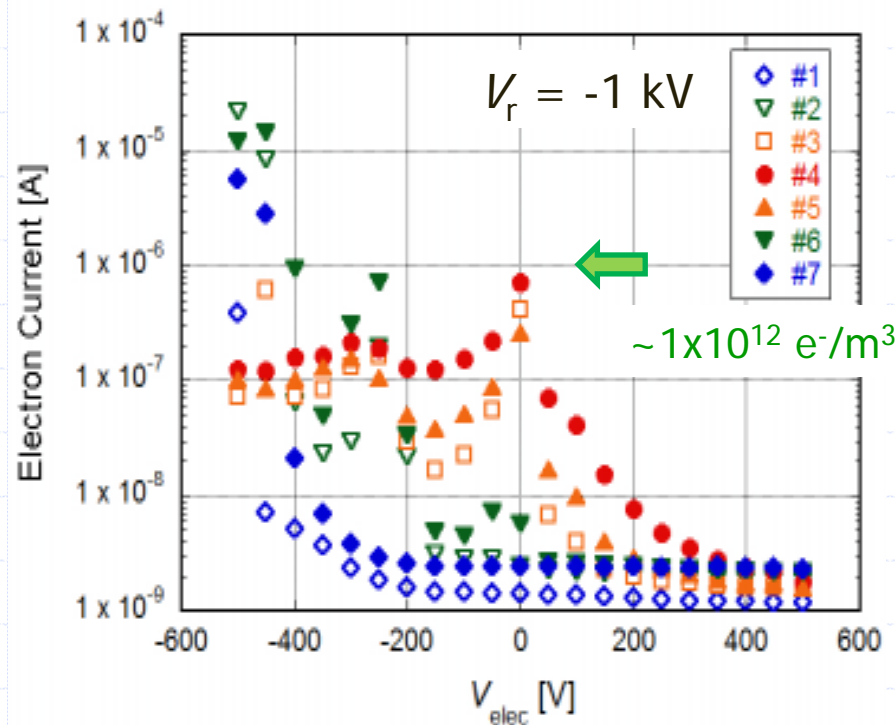 1 x 10⁻⁴
1 x 10⁻⁵
1 x 10⁻⁶
1 x 10⁻⁷
1 x 10⁻⁸
1 x 10⁻⁹
Electron Current [A]
V_r = -1 kV
#1
#2
#3
#4
#5
#6
#7
~1x10¹² e⁻/m³
-600 -400 -200 0 200 400 600
V_elec [V]